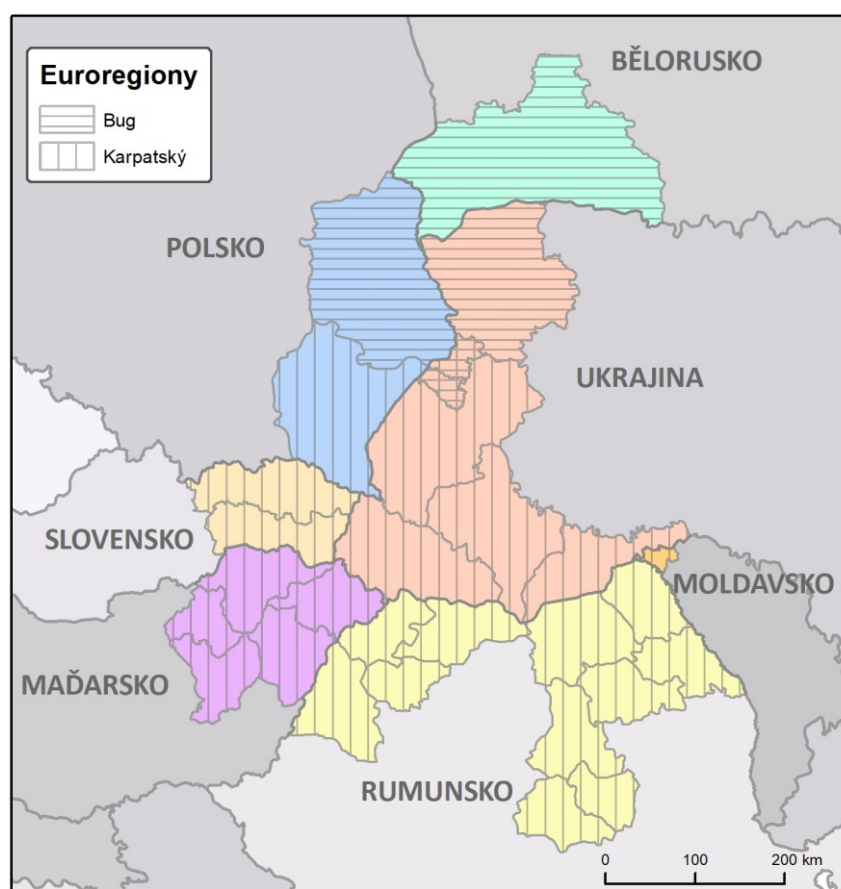 Euroregiony
Bug
Karpatský
BĚLORUSKO
POLSKO
UKRAJINA
SLOVENSKO
MOLDAVSKO
MAĎARSKO
RUMUNSKO
0 100 200 km